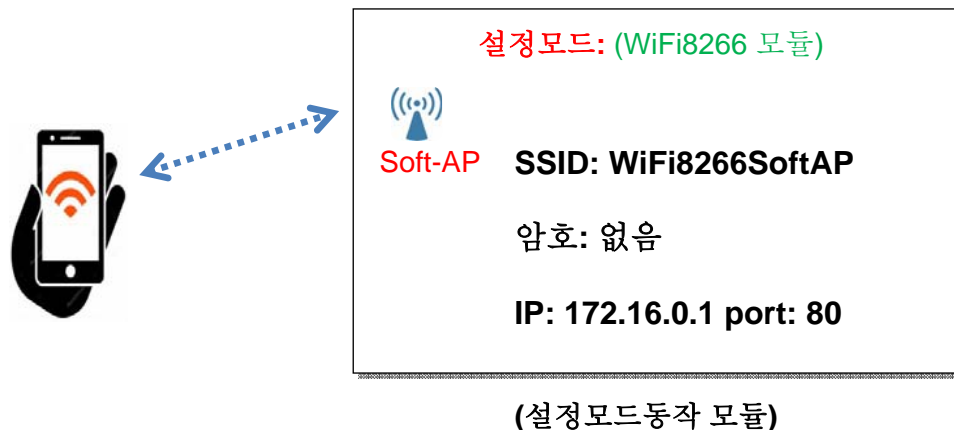 설정모드: (WiFi8266 모듈)
Soft-AP
SSID: WiFi8266SoftAP
암호: 없음
IP: 172.16.0.1 port: 80
(설정모드동작 모듈)